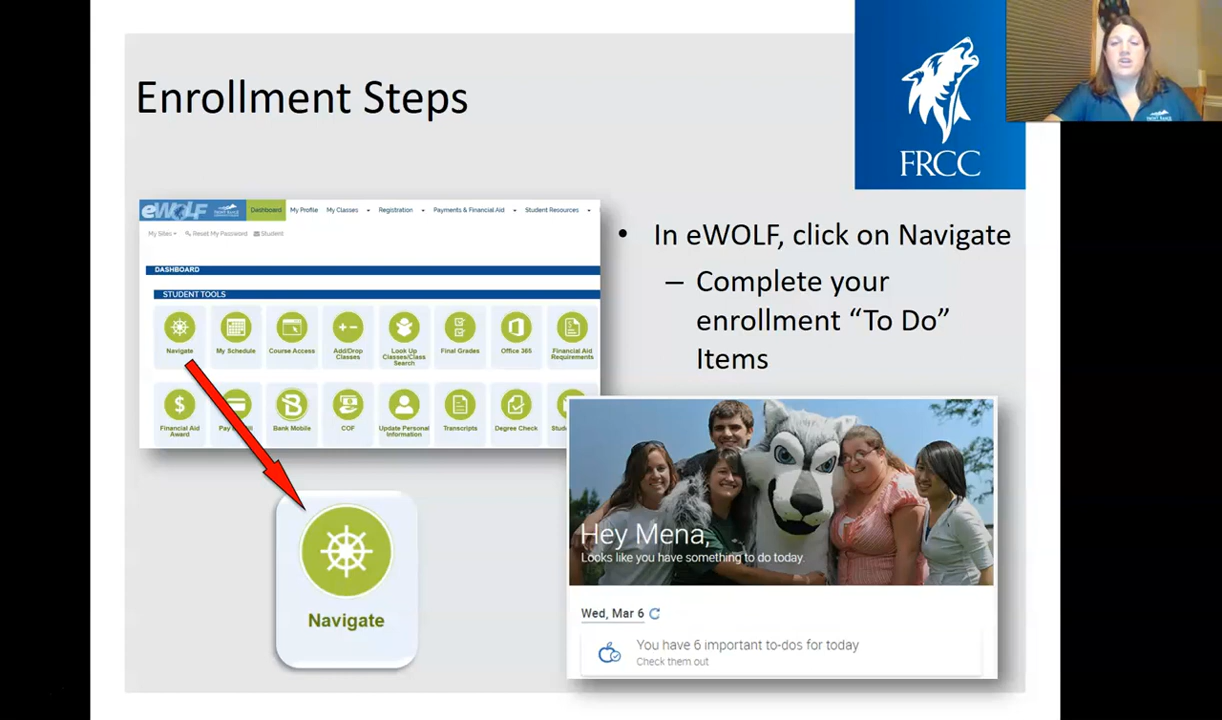 Enrollment Steps
FRCC
eWOLF
Dashboard My Profile My Classes Registration Payments & Financial Aid Student Resources
My Sites Reset My Password Student
DASHBOARD
STUDENT TOOLS
Navigate
My Schedule
Course Access
Add/Drop
Classes
Look Up
Classes/Class
Search
Final Grades
Office 365
Financial Aid
Requirements
Financial Aid
Award
Bank Mobile
COF
Update Personal
Information
Transcripts
Degree Check
Navigate
• In eWOLF, click on Navigate
– Complete your
enrollment “To Do”
Items
Hey Mena,
Looks like you have something to do today.
Wed, Mar 6
You have 6 important to-dos for today
Check them out